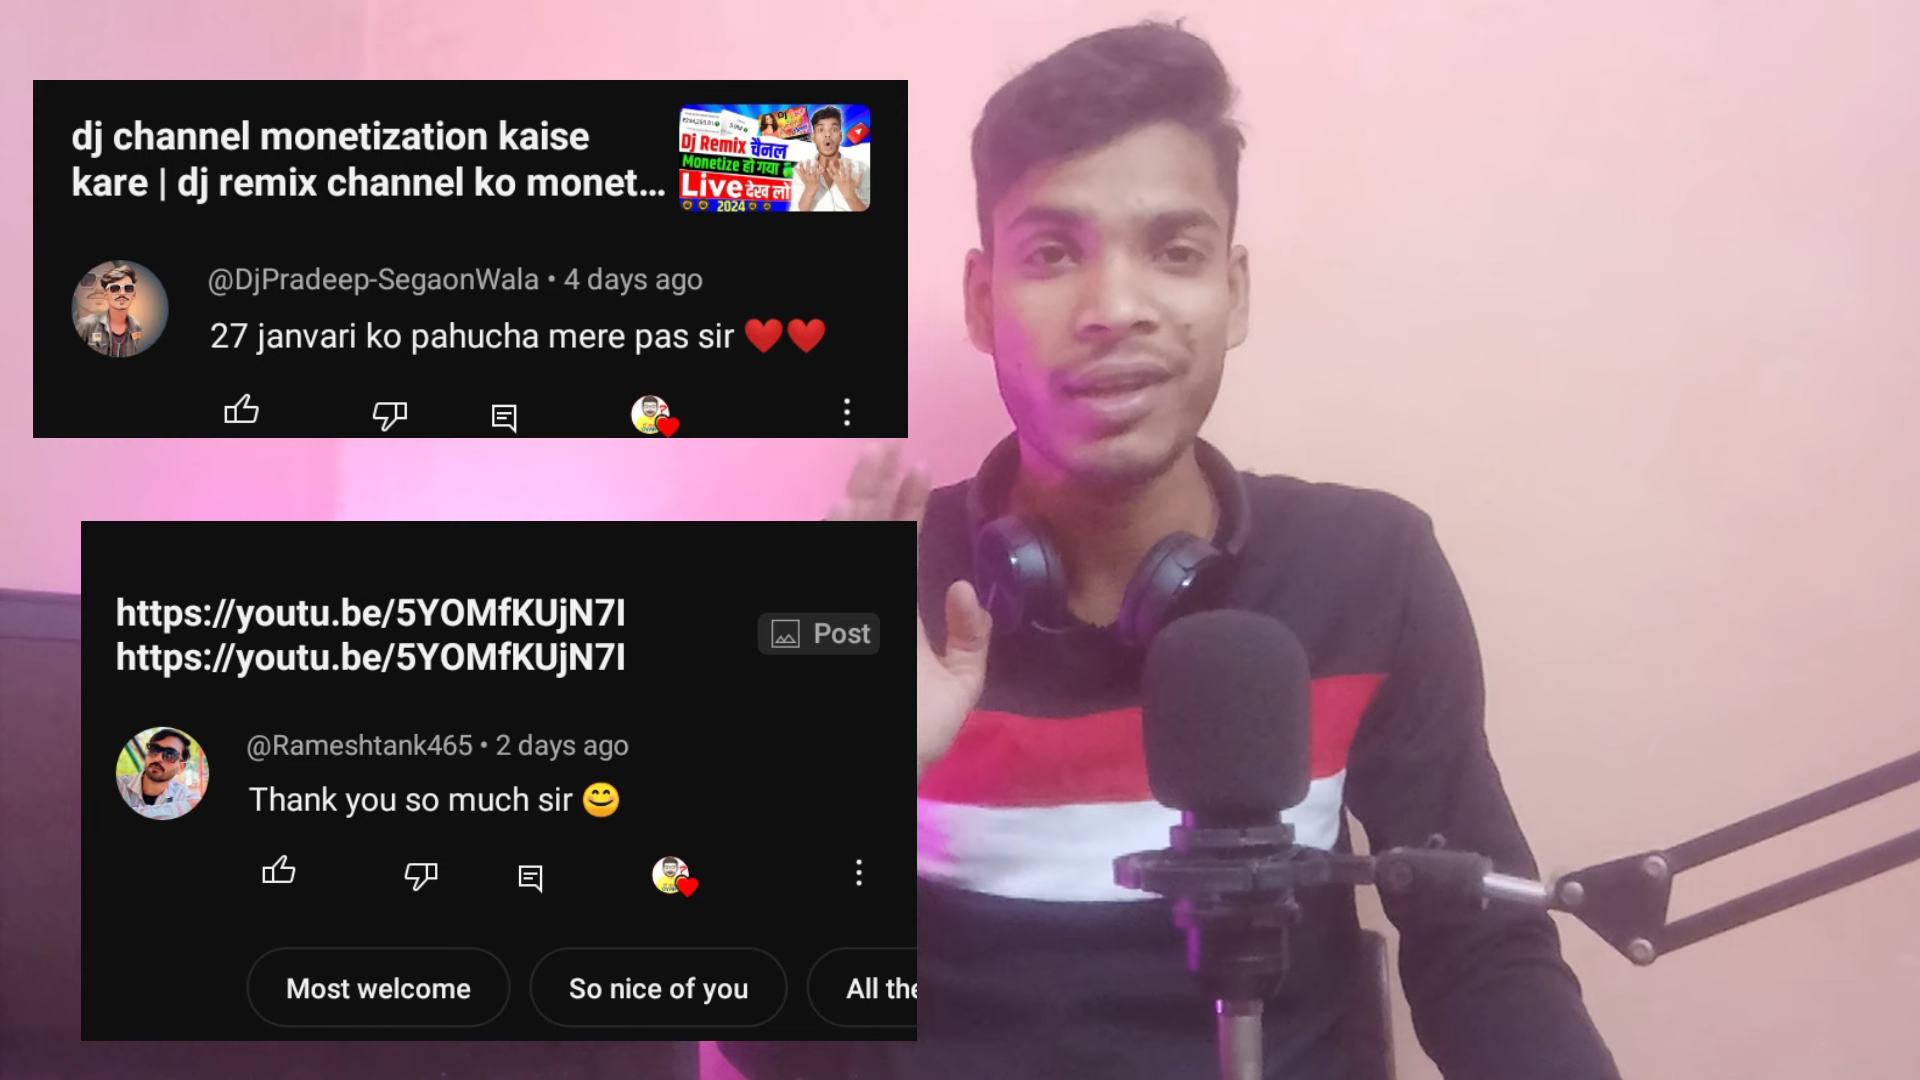 dj channel monetization kaise
kare | dj remix channel ko monet...
Dj Remix चैनल
Monetize हो गया
Live देख लो
2024
@DjPradeep-SegaonWala • 4 days ago
27 janvari ko pahucha mere pas sir ❤️❤️
https://youtu.be/5YOMfKUjN7I
https://youtu.be/5YOMfKUjN7I
Post
@Rameshtank465 • 2 days ago
Thank you so much sir 😊
Most welcome
So nice of you
All the